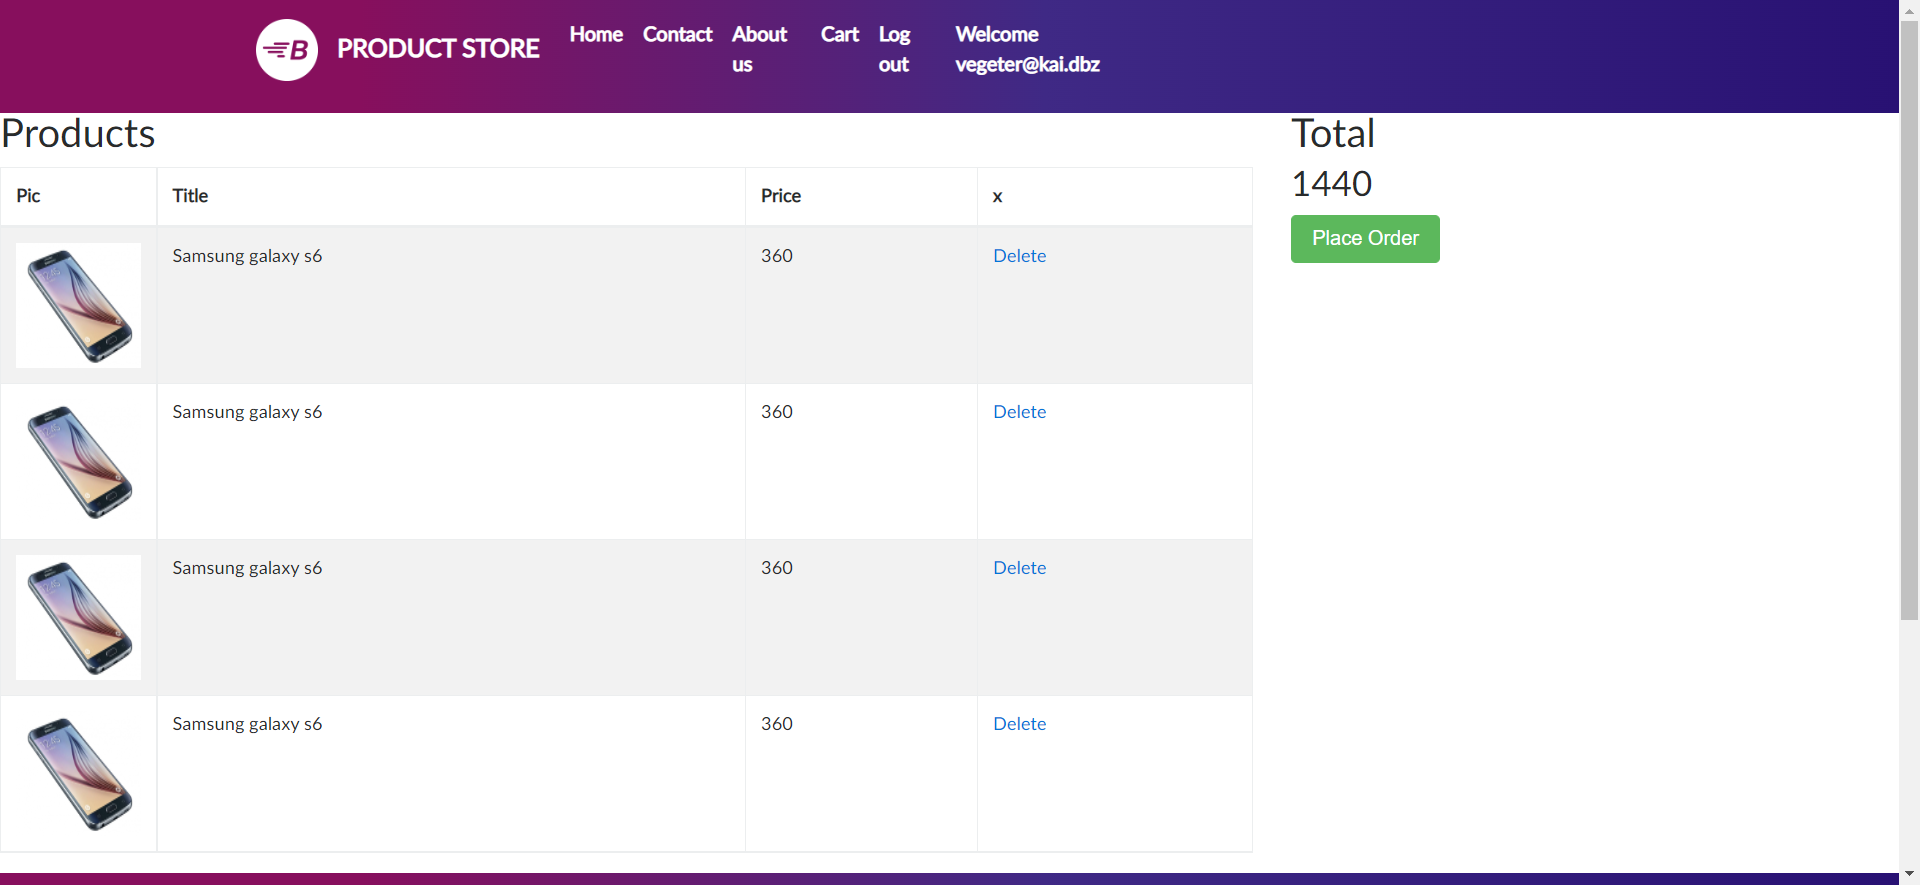 B PRODUCT STORE Home Contact About us Cart Log out Welcome vegeter@kai.dbz
Products
Total
1440
Place Order
Pic Title Price x
Samsung galaxy s6 360 Delete
Samsung galaxy s6 360 Delete
Samsung galaxy s6 360 Delete
Samsung galaxy s6 360 Delete